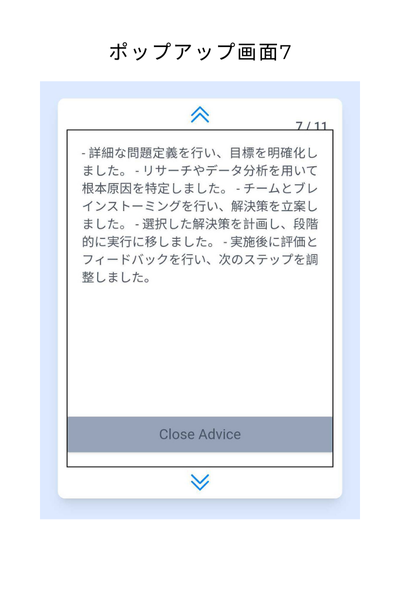 ポップアップ画面7
7 / 11
- 詳細な問題定義を行い、目標を明確化し
ました。 - リサーチやデータ分析を用いて
根本原因を特定しました。 - チームとブレ
インストーミングを行い、解決策を立案し
ました。 - 選択した解決策を計画し、段階
的に実行に移しました。 - 実施後に評価と
フィードバックを行い、次のステップを調
整しました。
Close Advice